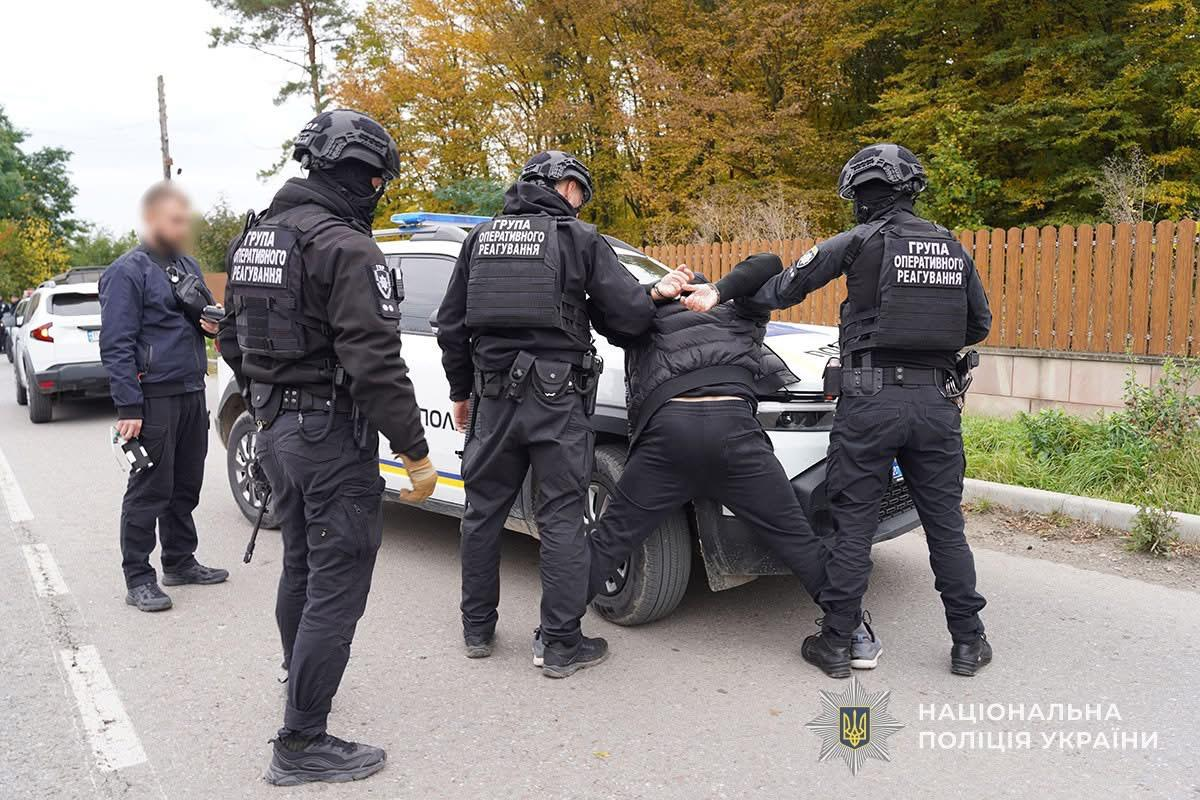 ГРУПА
ОПЕРАТИВНОГО
РЕАГУВАННЯ
ГРУПА
ОПЕРАТИВНОГО
РЕАГУВАННЯ
ГРУПА
ОПЕРАТИВНОГО
РЕАГУВАННЯ
ПОЛ
НАЦІОНАЛЬНА
ПОЛІЦІЯ УКРАЇНИ